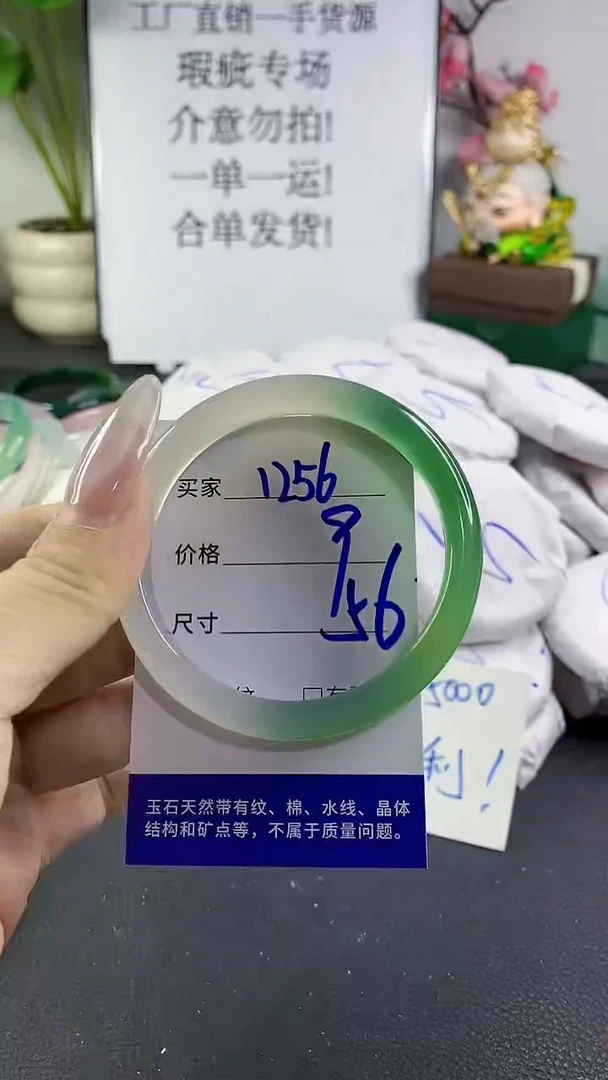 工厂直销一手货源
瑕疵专场
介意勿拍!
一单一运!
合单发货!
买家 1256
价格 9
尺寸 56
5000
利!
玉石天然带有纹、棉、水线、晶体
结构和矿点等，不属于质量问题。